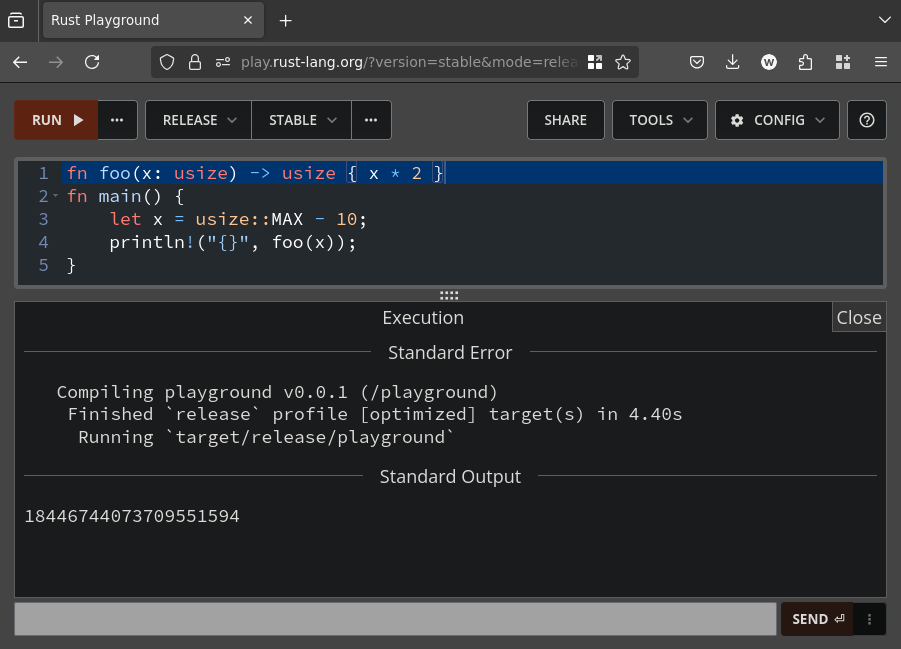 Rust Playground
play.rust-lang.org/?version=stable&mode=relea
RUN
RELEASE
STABLE
SHARE
TOOLS
CONFIG
1 fn foo(x: usize) -> usize { x * 2 }
2 fn main() {
3 let x = usize::MAX - 10;
4 println!("{}", foo(x));
5 }
Execution
Close
Standard Error
Compiling playground v0.0.1 (/playground)
Finished `release` profile [optimized] target(s) in 4.40s
Running `target/release/playground`
Standard Output
18446744073709551594
SEND